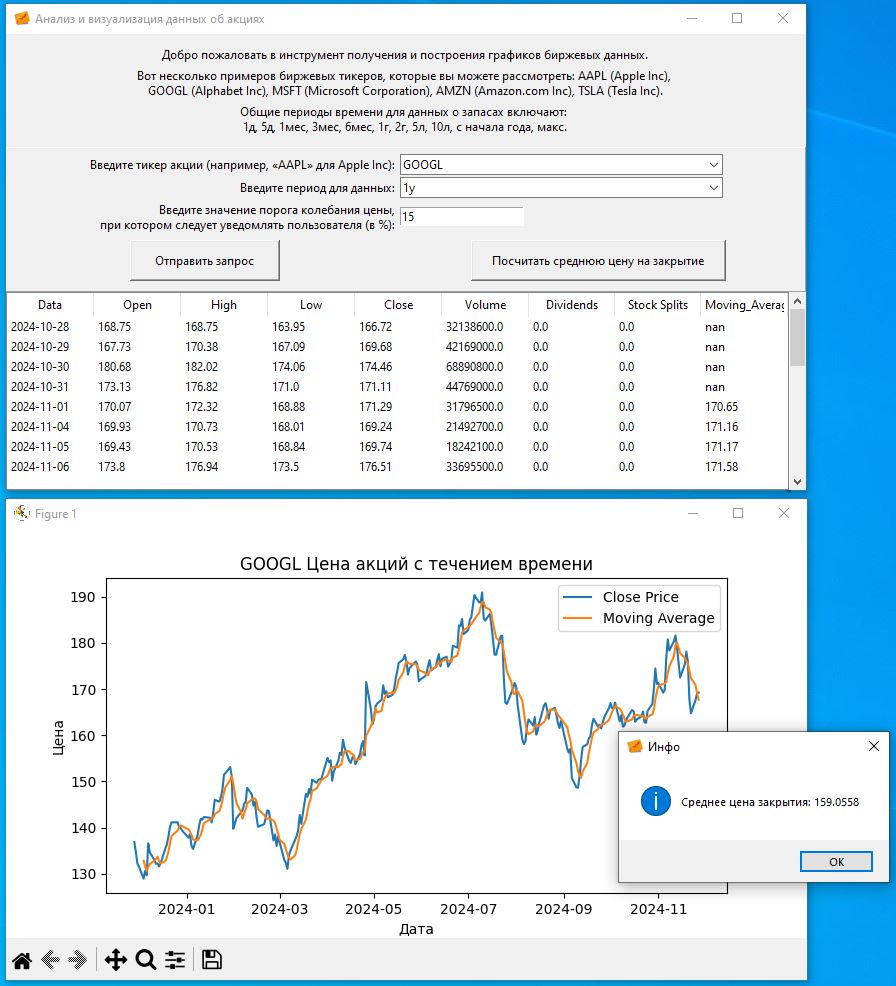 Анализ и визуализация данных об акциях
Добро пожаловать в инструмент получения и построения графиков биржевых данных.
Вот несколько примеров биржевых тикеров, которые вы можете рассмотреть: AAPL (Apple Inc),
GOOGL (Alphabet Inc), MSFT (Microsoft Corporation), AMZN (Amazon.com Inc), TSLA (Tesla Inc).
Общие периоды времени для данных о запасах включают:
1д, 5д, 1мес, 3мес, 6мес, 1г, 2г, 5л, 10л, с начала года, макс.
Введите тикер акции (например, «AAPL» для Apple Inc): GOOGL
Введите период для данных: 1y
Введите значение порога колебания цены,
при котором следует уведомлять пользователя (в %): 15
Отправить запрос Посчитать среднюю цену на закрытие
Data Open High Low Close Volume Dividends Stock Splits Moving_Averag
2024-10-28 168.75 168.75 163.95 166.72 32138600.0 0.0 0.0 nan
2024-10-29 167.73 170.38 167.09 169.68 42169000.0 0.0 0.0 nan
2024-10-30 180.68 182.02 174.06 174.46 68890800.0 0.0 0.0 nan
2024-10-31 173.13 176.82 171.0 171.11 44769000.0 0.0 0.0 nan
2024-11-01 170.07 172.32 168.88 171.29 31796500.0 0.0 0.0 170.65
2024-11-04 169.93 170.73 168.01 169.24 21492700.0 0.0 0.0 171.16
2024-11-05 169.43 170.53 168.84 169.74 18242100.0 0.0 0.0 171.17
2024-11-06 173.8 176.94 173.5 176.51 33695500.0 0.0 0.0 171.58
Figure 1
GOOGL Цена акций с течением времени
Close Price
Moving Average
190
180
170
160
150
140
130
Цена
2024-01 2024-03 2024-05 2024-07 2024-09 2024-11
Дата
Инфо
Среднее цена закрытия: 159.0558
OK